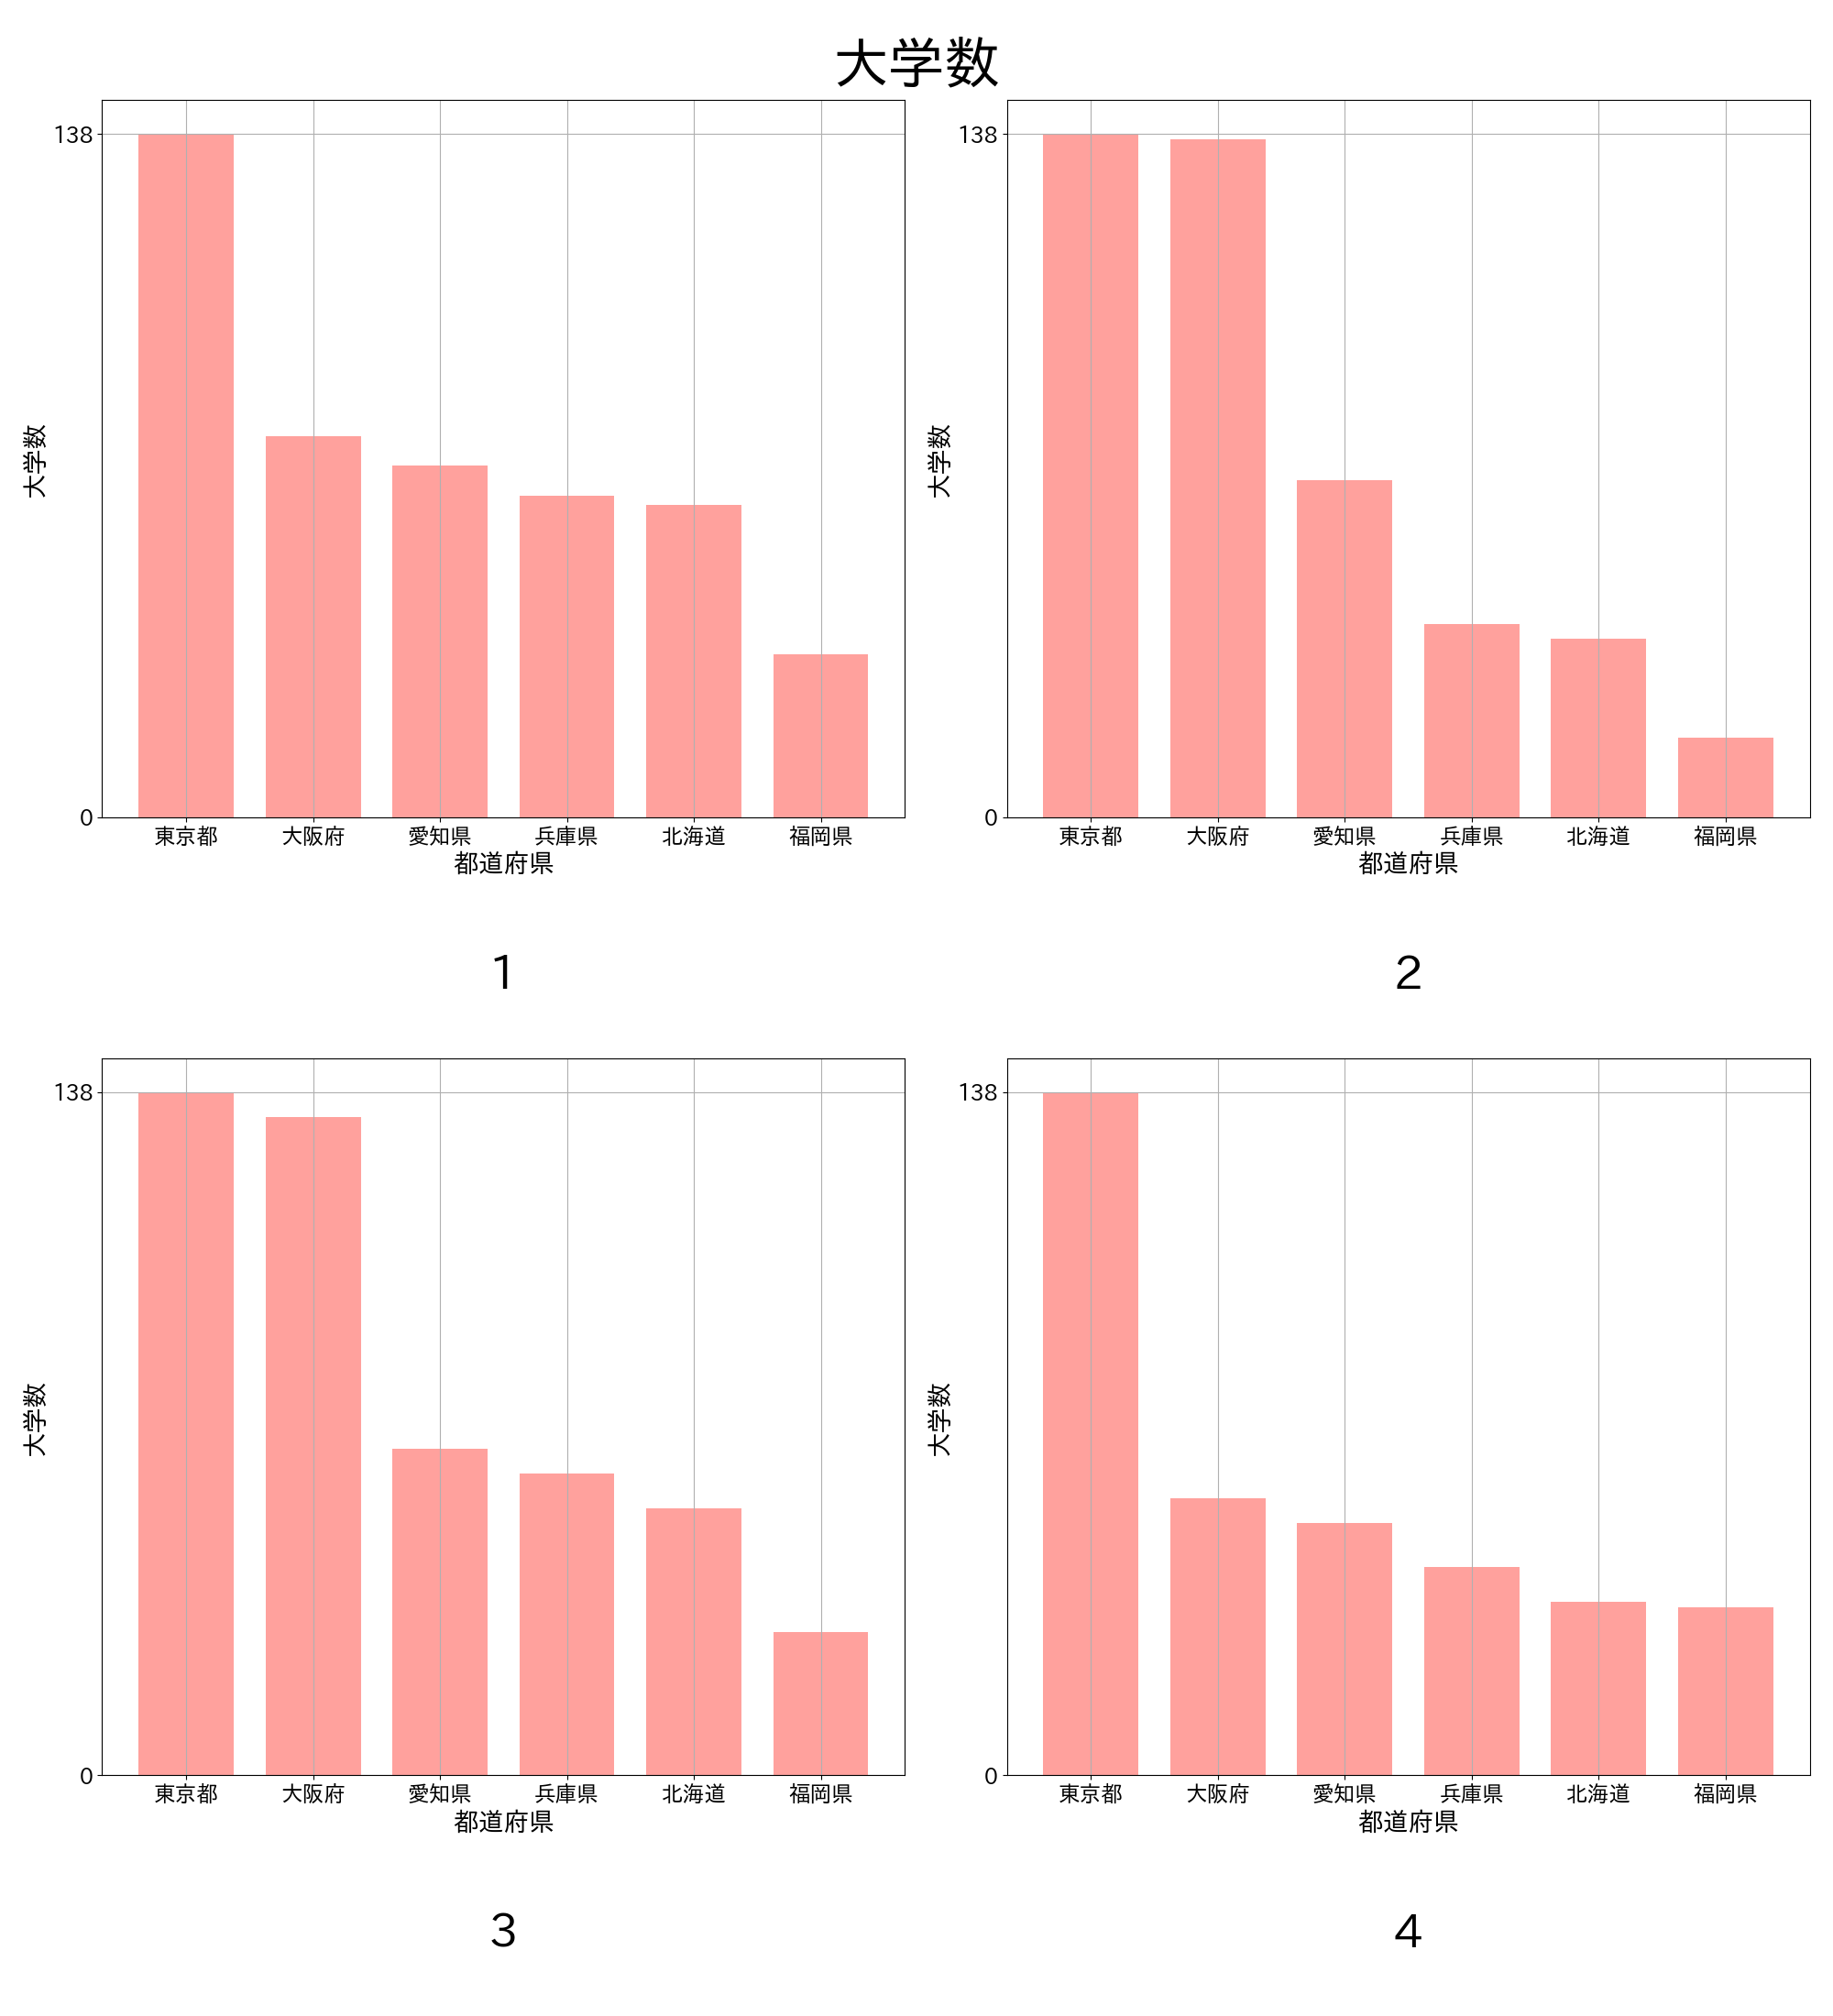 大学数
138
大学数
0
東京都 大阪府 愛知県 兵庫県 北海道 福岡県
都道府県
1
138
大学数
0
東京都 大阪府 愛知県 兵庫県 北海道 福岡県
都道府県
2
138
大学数
0
東京都 大阪府 愛知県 兵庫県 北海道 福岡県
都道府県
3
138
大学数
0
東京都 大阪府 愛知県 兵庫県 北海道 福岡県
都道府県
4